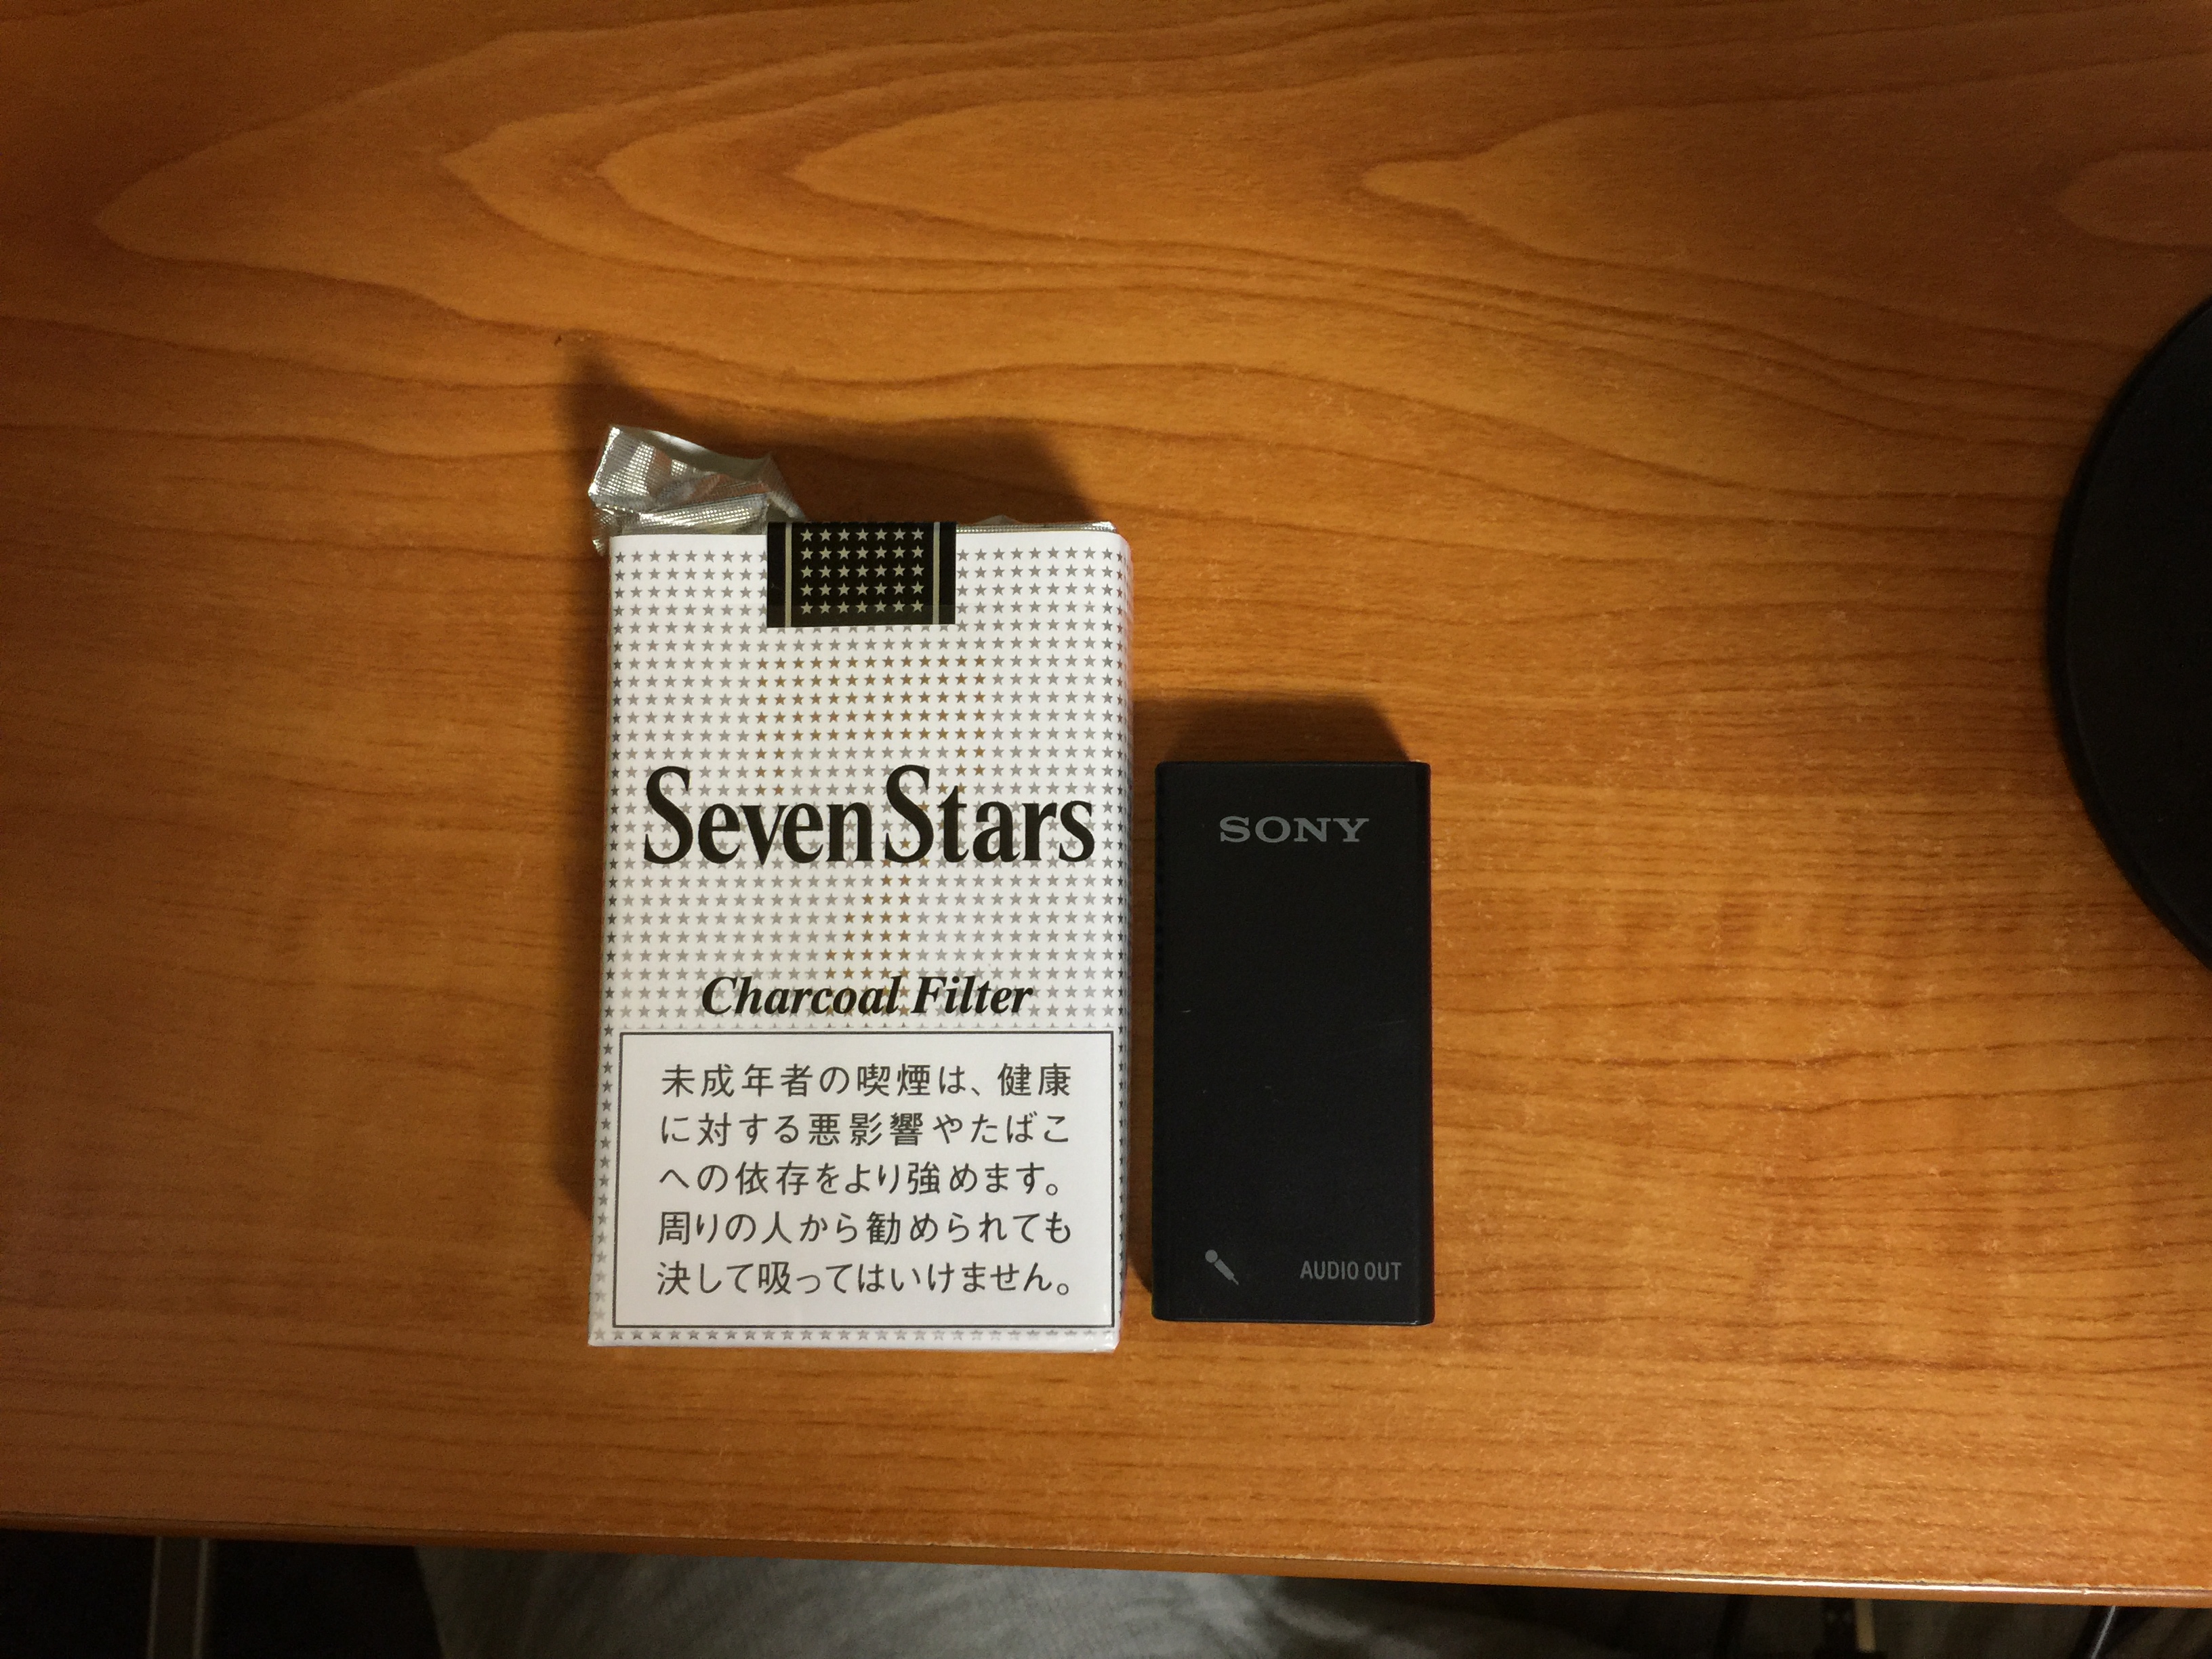 SevenStars
Charcoal Filter
未成年者の喫煙は、健康
に対する悪影響やたばこ
への依存をより強めます。
周りの人から勧められても
決して吸ってはいけません。
SONY
AUDIO OUT